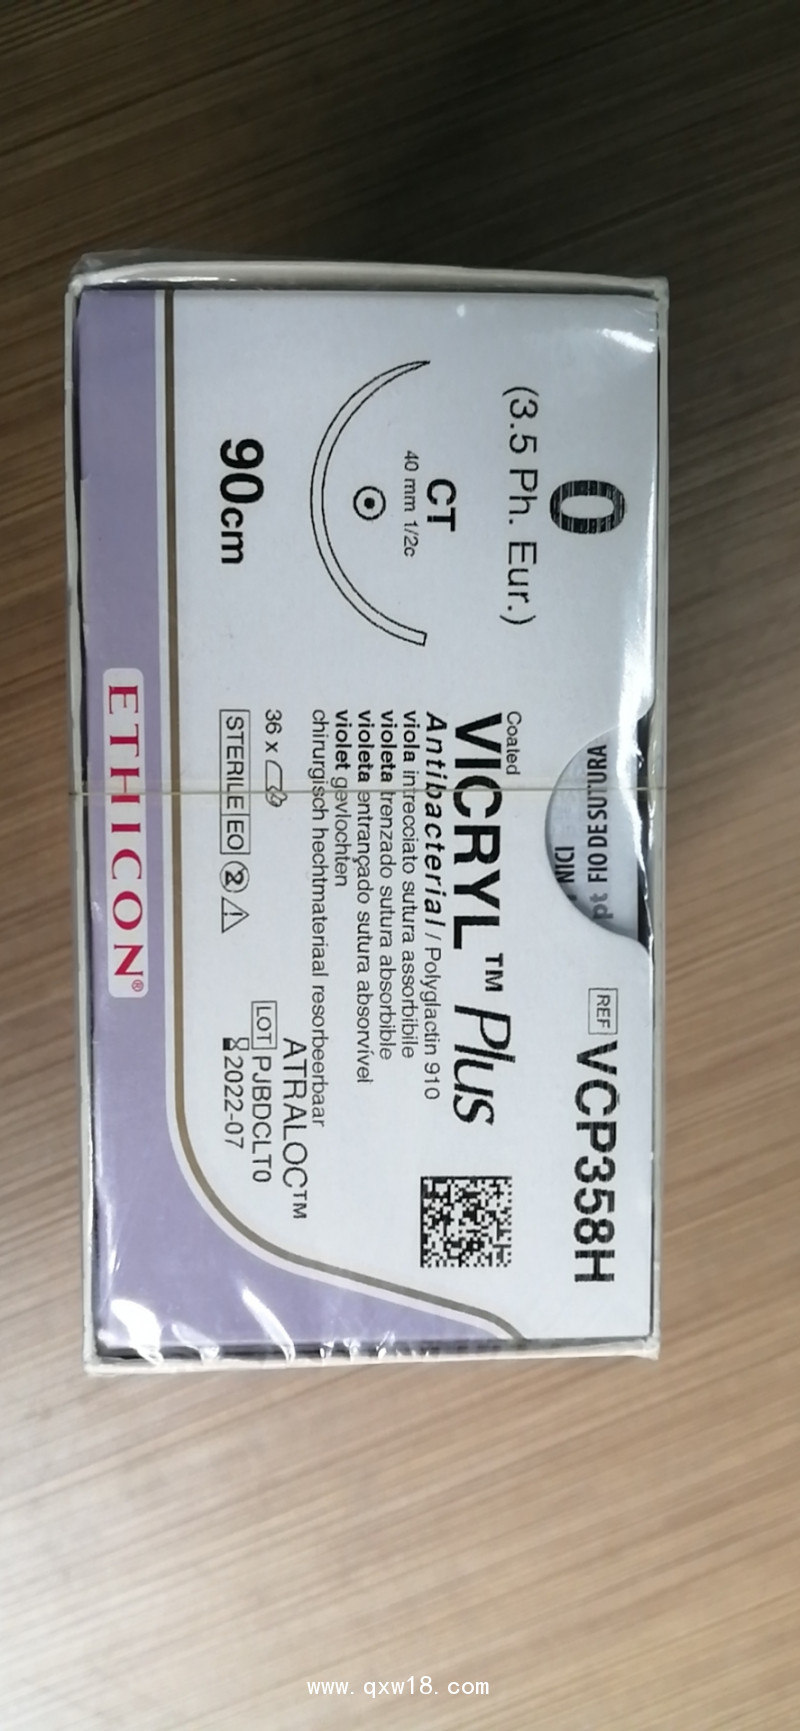 0
(3.5 Ph. Eur.)
CT
40 mm 1/2c
90cm
FIO DE SUTURA
REF VCP358H
Coated
VICRYL™ Plus
Antibacterial / Polyglactin 910
viola intrecciato sutura assorbibile
violeta trenzado sutura absorbible
violeta entrançado sutura absorvível
violet gevlochten
chirurgisch hechtmateriaal resorbeerbaar
36 x
ATRALOC™
STERILE EO 2
LOT PJBDCLT0
2022-07
ETHICON®
www.qxw18.com